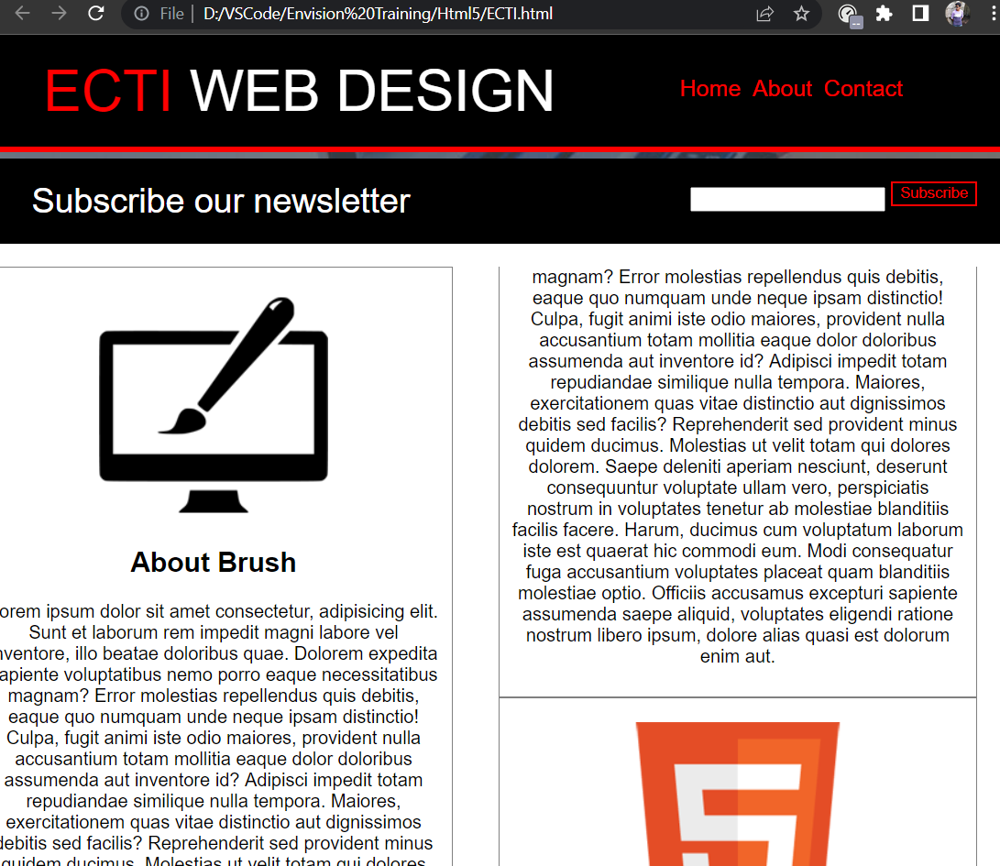 File | D:/VSCode/Envision%20Training/Html5/ECTI.html
ECTI WEB DESIGN
Home About Contact
Subscribe our newsletter
Subscribe
About Brush
orem ipsum dolor sit amet consectetur, adipisicing elit.
Sunt et laborum rem impedit magni labore vel
nventore, illo beatae doloribus quae. Dolorem expedita
apiente voluptatibus nemo porro eaque necessitatibus
magnam? Error molestias repellendus quis debitis,
eaque quo numquam unde neque ipsam distinctio!
Culpa, fugit animi iste odio maiores, provident nulla
accusantium totam mollitia eaque dolor doloribus
assumenda aut inventore id? Adipisci impedit totam
repudiandae similique nulla tempora. Maiores,
exercitationem quas vitae distinctio aut dignissimos
debitis sed facilis? Reprehenderit sed provident minus
quidem ducimus. Molestias ut velit totam qui dolores
magnam? Error molestias repellendus quis debitis,
eaque quo numquam unde neque ipsam distinctio!
Culpa, fugit animi iste odio maiores, provident nulla
accusantium totam mollitia eaque dolor doloribus
assumenda aut inventore id? Adipisci impedit totam
repudiandae similique nulla tempora. Maiores,
exercitationem quas vitae distinctio aut dignissimos
debitis sed facilis? Reprehenderit sed provident minus
quidem ducimus. Molestias ut velit totam qui dolores
dolorem. Saepe deleniti aperiam nesciunt, deserunt
consequuntur voluptate ullam vero, perspiciatis
nostrum in voluptates tenetur ab molestiae blanditiis
facilis facere. Harum, ducimus cum voluptatum laborum
iste est quaerat hic commodi eum. Modi consequatur
fuga accusantium voluptates placeat quam blanditiis
molestiae optio. Officiis accusamus excepturi sapiente
assumenda saepe aliquid, voluptates eligendi ratione
nostrum libero ipsum, dolore alias quasi est dolorum
enim aut.